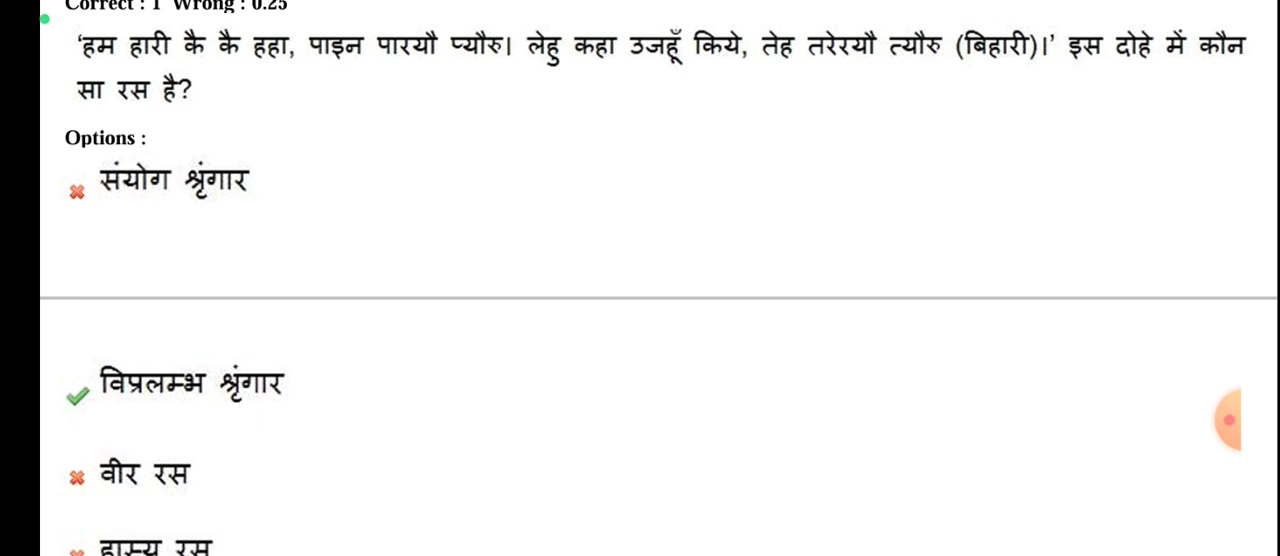 Correct : 1 Wrong : 0.25
‘हम हारी कै कै हहा, पाइन पारयौ प्यौरु। लेहु कहा उजहूँ किये, तेह तरेरयौ त्यौरु (बिहारी)।’ इस दोहे में कौन
सा रस है?
Options :
संयोग श्रृंगार
विप्रलम्भ श्रृंगार
वीर रस
हास्य रस